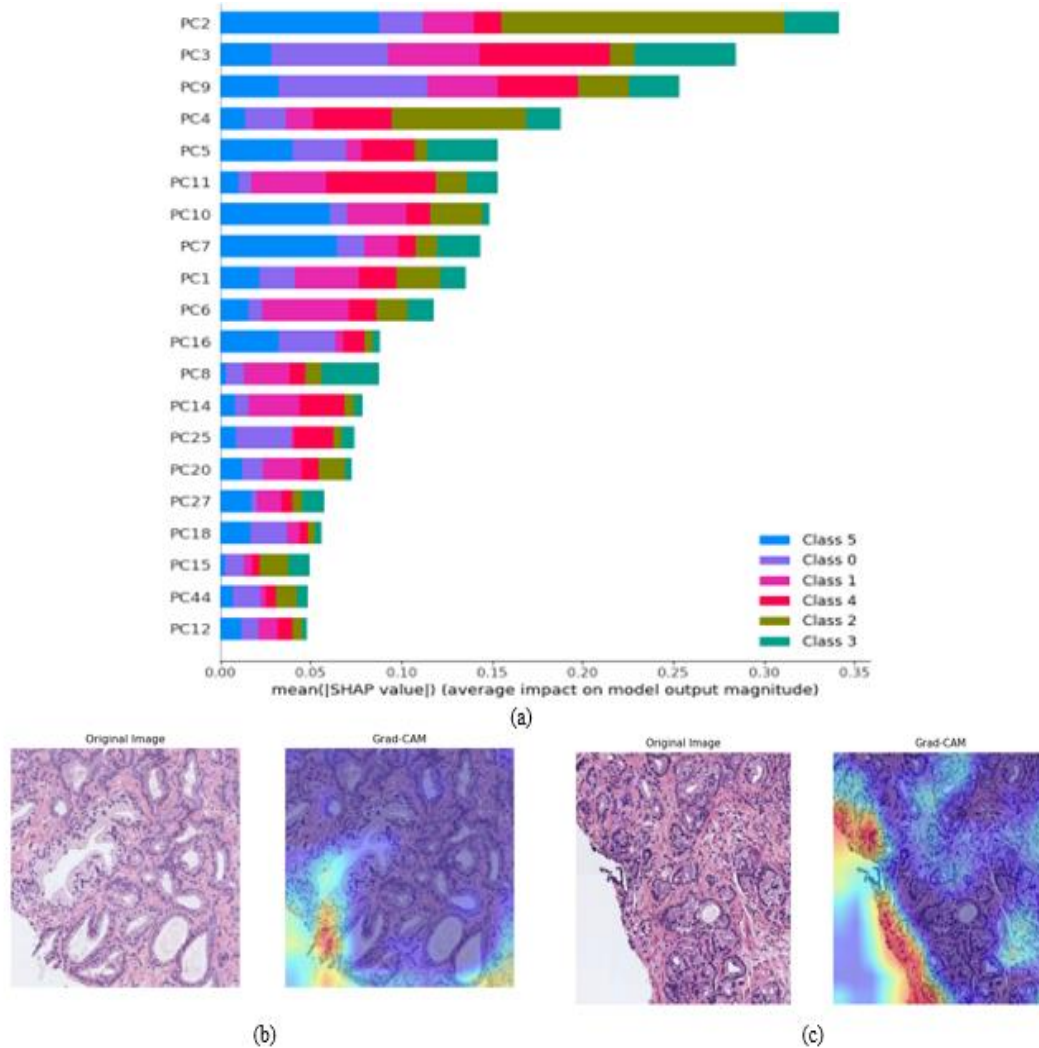 PC2
PC3
PC9
PC4
PC5
PC11
PC10
PC7
PC1
PC6
PC16
PC8
PC14
PC25
PC20
PC27
PC18
PC15
PC44
PC12
Class 5
Class 0
Class 1
Class 4
Class 2
Class 3
0.00 0.05 0.10 0.15 0.20 0.25 0.30 0.35
mean(|SHAP value|) (average impact on model output magnitude)
(a)
Original Image Grad-CAM Original Image Grad-CAM
(b) (c)